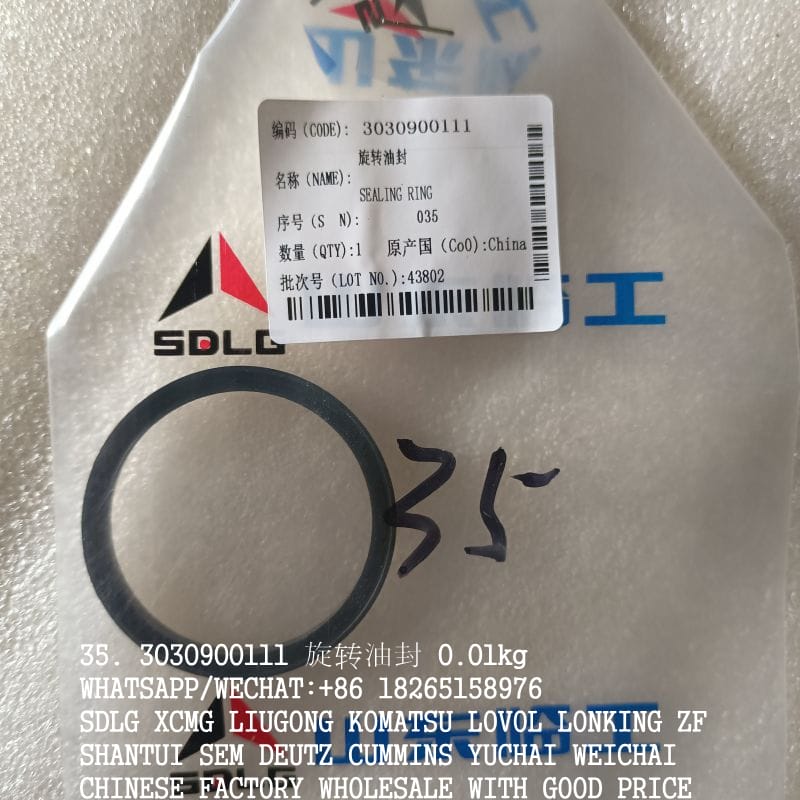 编码(CODE): 3030900111
旋转油封
名称(NAME):
SEALING RING
序号(S N): 035
数量(QTY):1 原产国(CoO):China
批次号(LOT NO.):43802
工
SDLG
35
35. 3030900111 旋转油封 0.01kg
WHATSAPP/WECHAT:+86 18265158976
SDLG XCMG LIUGONG KOMATSU LOVOL LONKING ZF
SHANTUI SEM DEUTZ CUMMINS YUCHAI WEICHAI
SDLG
CHINESE FACTORY WHOLESALE WITH GOOD PRICE